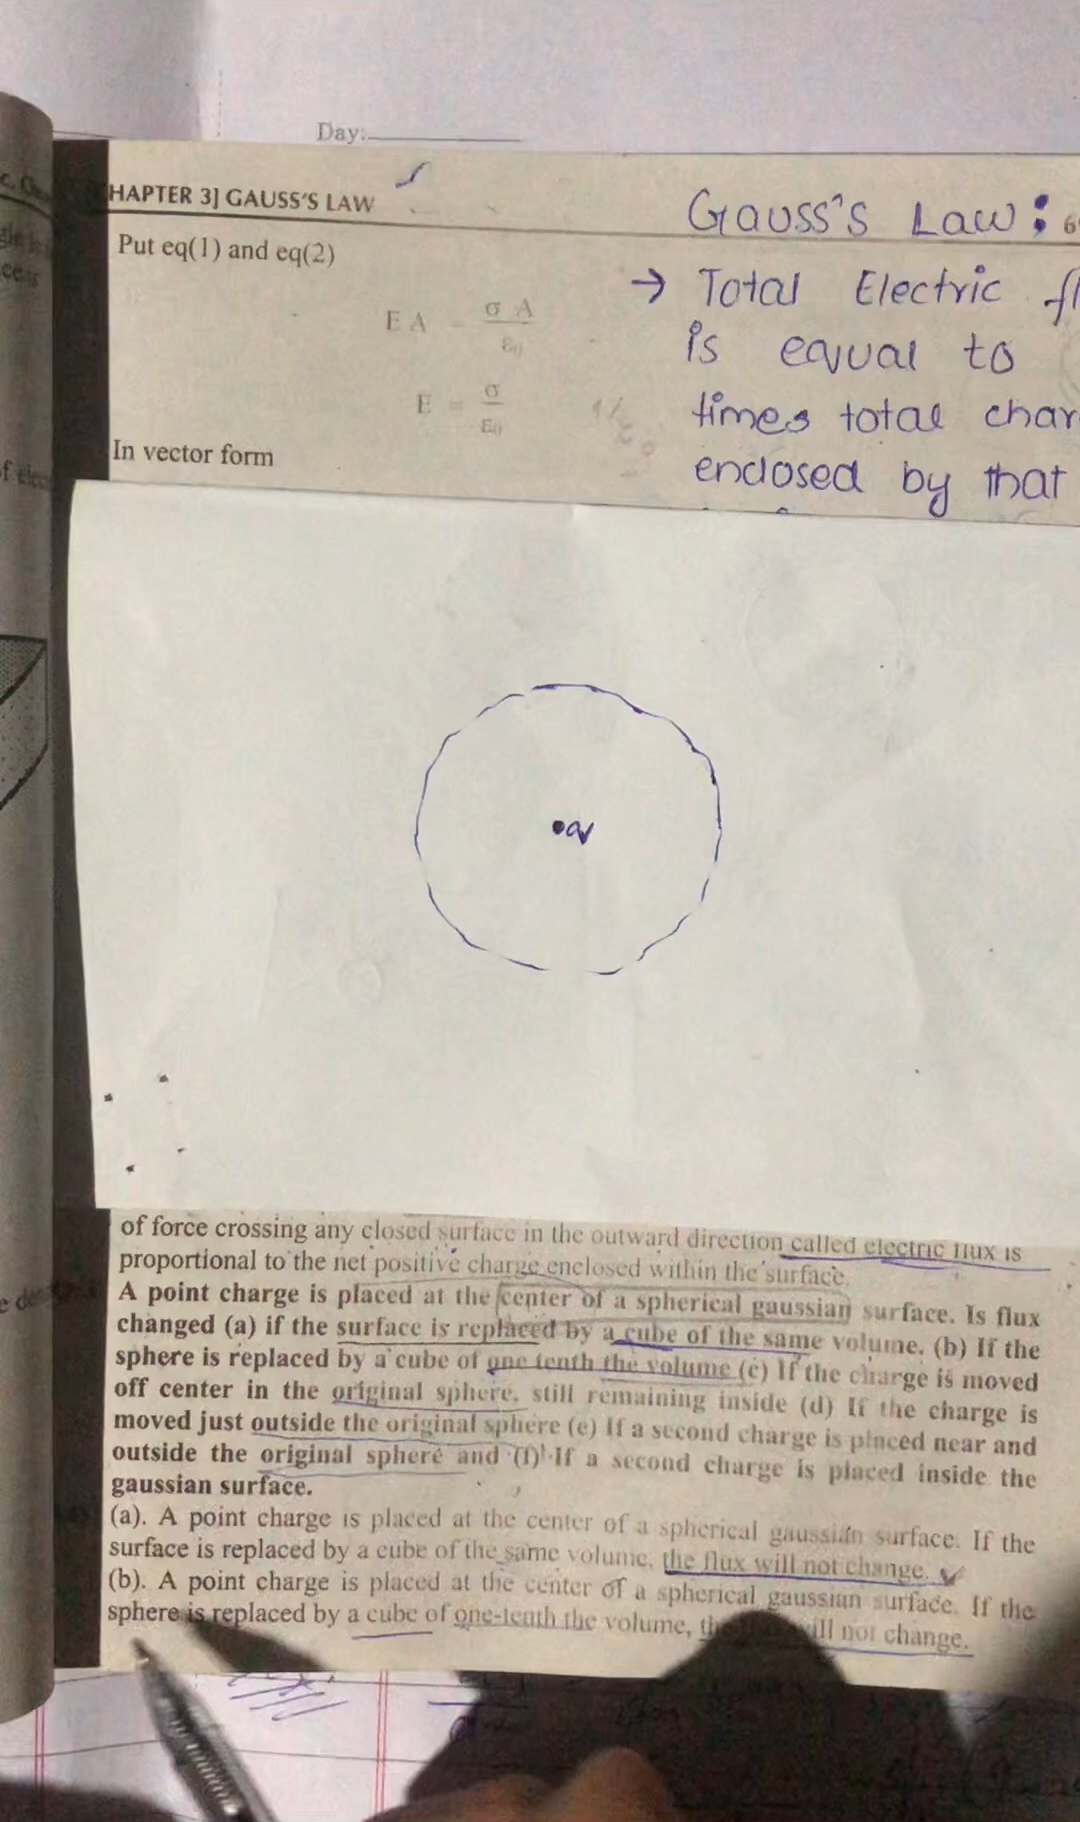 Day:
HAPTER 3] GAUSS'S LAW
Gauss's Law:
Put eq(1) and eq(2)
E A = σ A / ε₀
E = σ / ε₀
→ Total Electric fl
is equal to
times total char
enclosed by that
1/ε₀
In vector form
•q
of force crossing any closed surface in the outward direction called electric flux is
proportional to the net positive charge enclosed within the surface.
A point charge is placed at the center of a spherical gaussian surface. Is flux
changed (a) if the surface is replaced by a cube of the same volume. (b) If the
sphere is replaced by a cube of one tenth the volume (c) If the charge is moved
off center in the original sphere, still remaining inside (d) If the charge is
moved just outside the original sphere (e) If a second charge is placed near and
outside the original sphere and (f) If a second charge is placed inside the
gaussian surface.
(a). A point charge is placed at the center of a spherical gaussian surface. If the
surface is replaced by a cube of the same volume, the flux will not change.
(b). A point charge is placed at the center of a spherical gaussian surface. If the
sphere is replaced by a cube of one-tenth the volume, will not change.